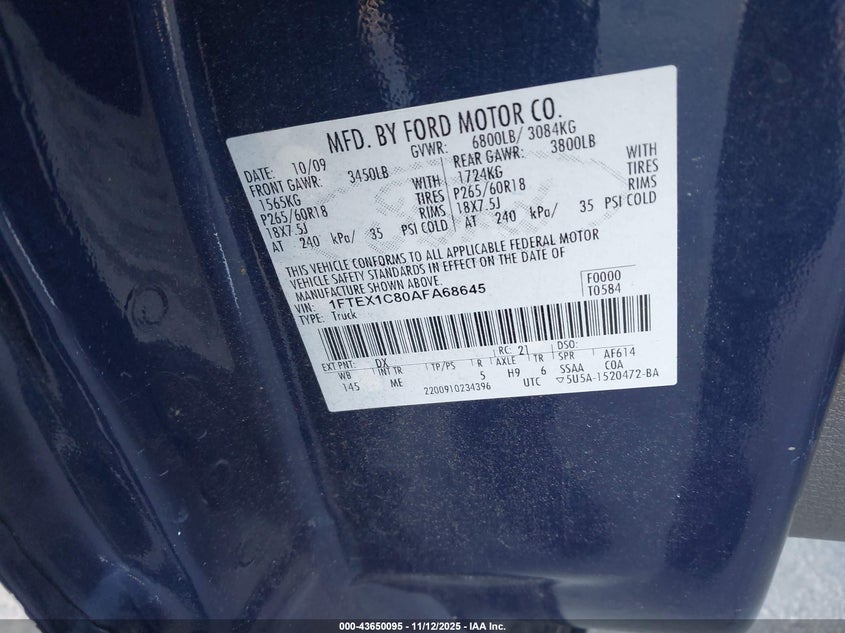 MFD. BY FORD MOTOR CO.
DATE: 10/09 GVWR: 6800LB/ 3084KG
FRONT GAWR: 3450LB REAR GAWR: 3800LB
1565KG WITH 1724KG WITH
P265/60R18 TIRES P265/60R18 TIRES
18X7.5J RIMS 18X7.5J RIMS
AT 240 kPa/ 35 PSI COLD AT 240 kPa/ 35 PSI COLD
THIS VEHICLE CONFORMS TO ALL APPLICABLE FEDERAL MOTOR
VEHICLE SAFETY STANDARDS IN EFFECT ON THE DATE OF
MANUFACTURE SHOWN ABOVE.
VIN: 1FTEX1C80AFA68645 F0000
TYPE: Truck T0584
EXT PNT: DX RC: 21 DSO:
WB INT TR TP/PS R AXLE TR SPR AF614
145 ME 5 H9 6 SSAA COA
2200910234396 UTC ▽5U5A-1520472-BA
000-43650095 - 11/12/2025 - IAA Inc.